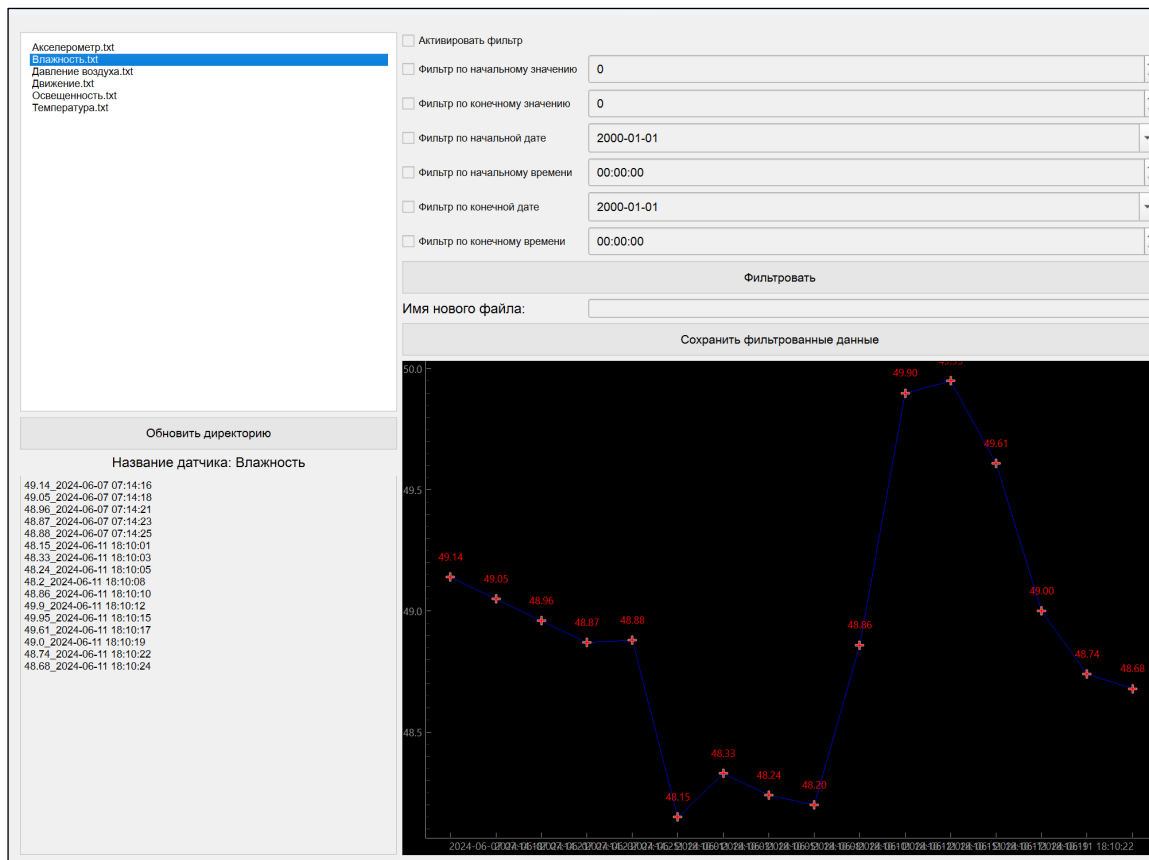 Акселерометр.txt
Влажность.txt
Давление воздуха.txt
Движение.txt
Освещенность.txt
Температура.txt
Обновить директорию
Название датчика: Влажность
49.14_2024-06-07 07:14:16
49.05_2024-06-07 07:14:18
48.96_2024-06-07 07:14:21
48.87_2024-06-07 07:14:23
48.88_2024-06-07 07:14:25
48.15_2024-06-11 18:10:01
48.33_2024-06-11 18:10:03
48.24_2024-06-11 18:10:05
48.2_2024-06-11 18:10:08
48.86_2024-06-11 18:10:10
49.9_2024-06-11 18:10:12
49.95_2024-06-11 18:10:15
49.61_2024-06-11 18:10:17
49.0_2024-06-11 18:10:19
48.74_2024-06-11 18:10:22
48.68_2024-06-11 18:10:24
Активировать фильтр
Фильтр по начальному значению 0
Фильтр по конечному значению 0
Фильтр по начальной дате 2000-01-01
Фильтр по начальному времени 00:00:00
Фильтр по конечной дате 2000-01-01
Фильтр по конечному времени 00:00:00
Фильтровать
Имя нового файла:
Сохранить фильтрованные данные
50.0
49.5
49.0
48.5
49.14
49.05
48.96
48.87
48.88
48.15
48.33
48.24
48.20
48.86
49.90
49.61
49.00
48.74
48.68
18:10:22